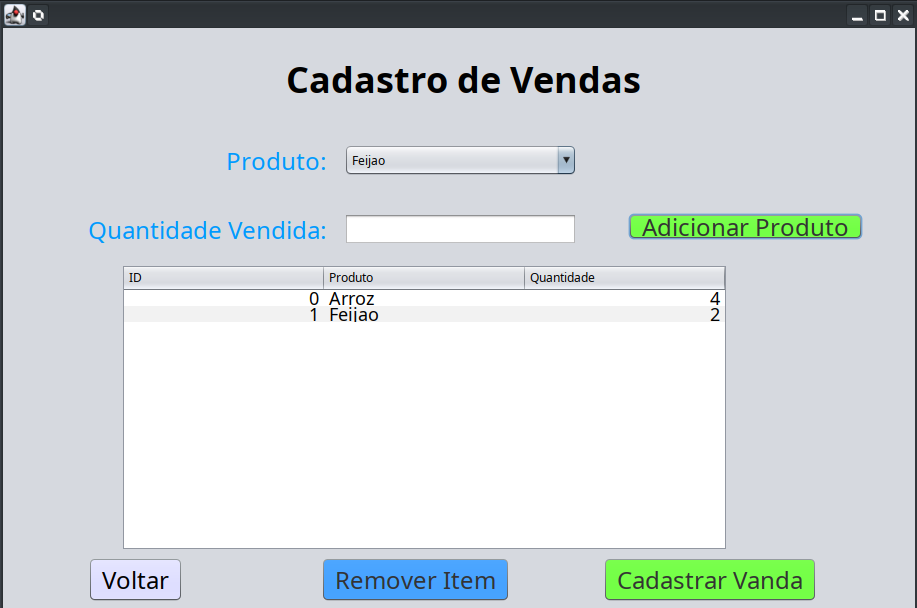 Cadastro de Vendas
Produto: Feijao
Quantidade Vendida: Adicionar Produto
ID Produto Quantidade
0 Arroz 4
1 Feijao 2
Voltar Remover Item Cadastrar Vanda